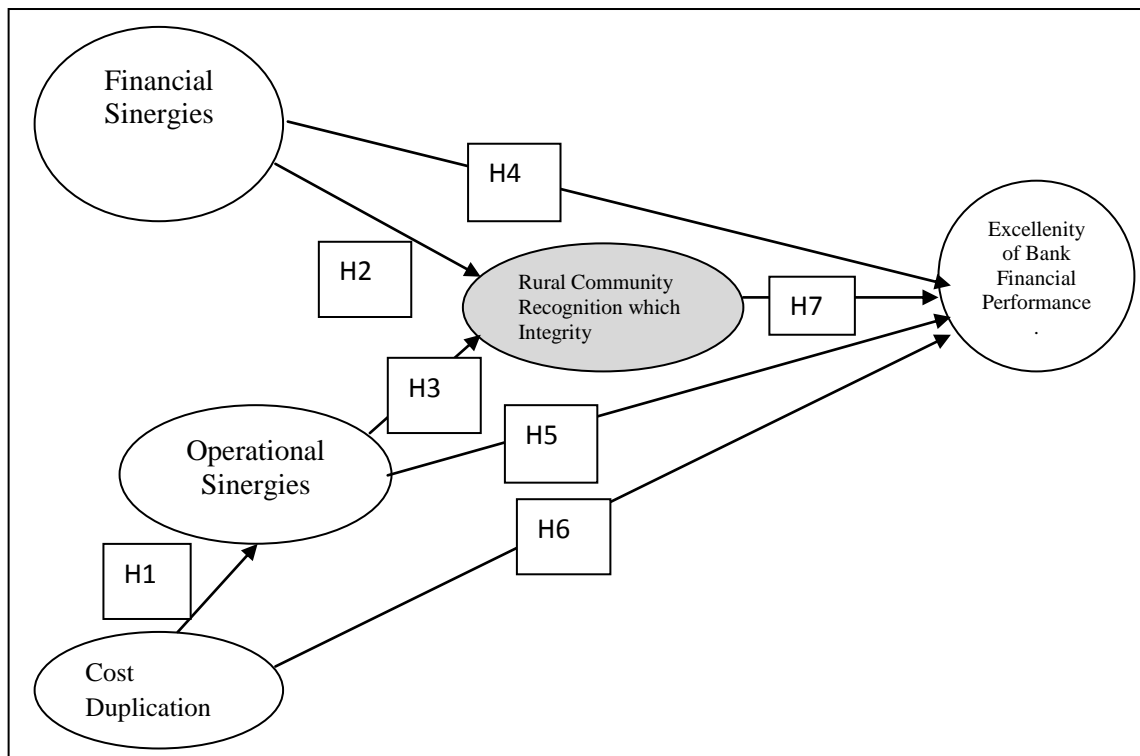 Financial
Sinergies
H4
H2
Rural Community
Recognition which
Integrity
H7
Excellenity
of Bank
Financial
Performance
.
H3
Operational
Sinergies
H5
H6
H1
Cost
Duplication